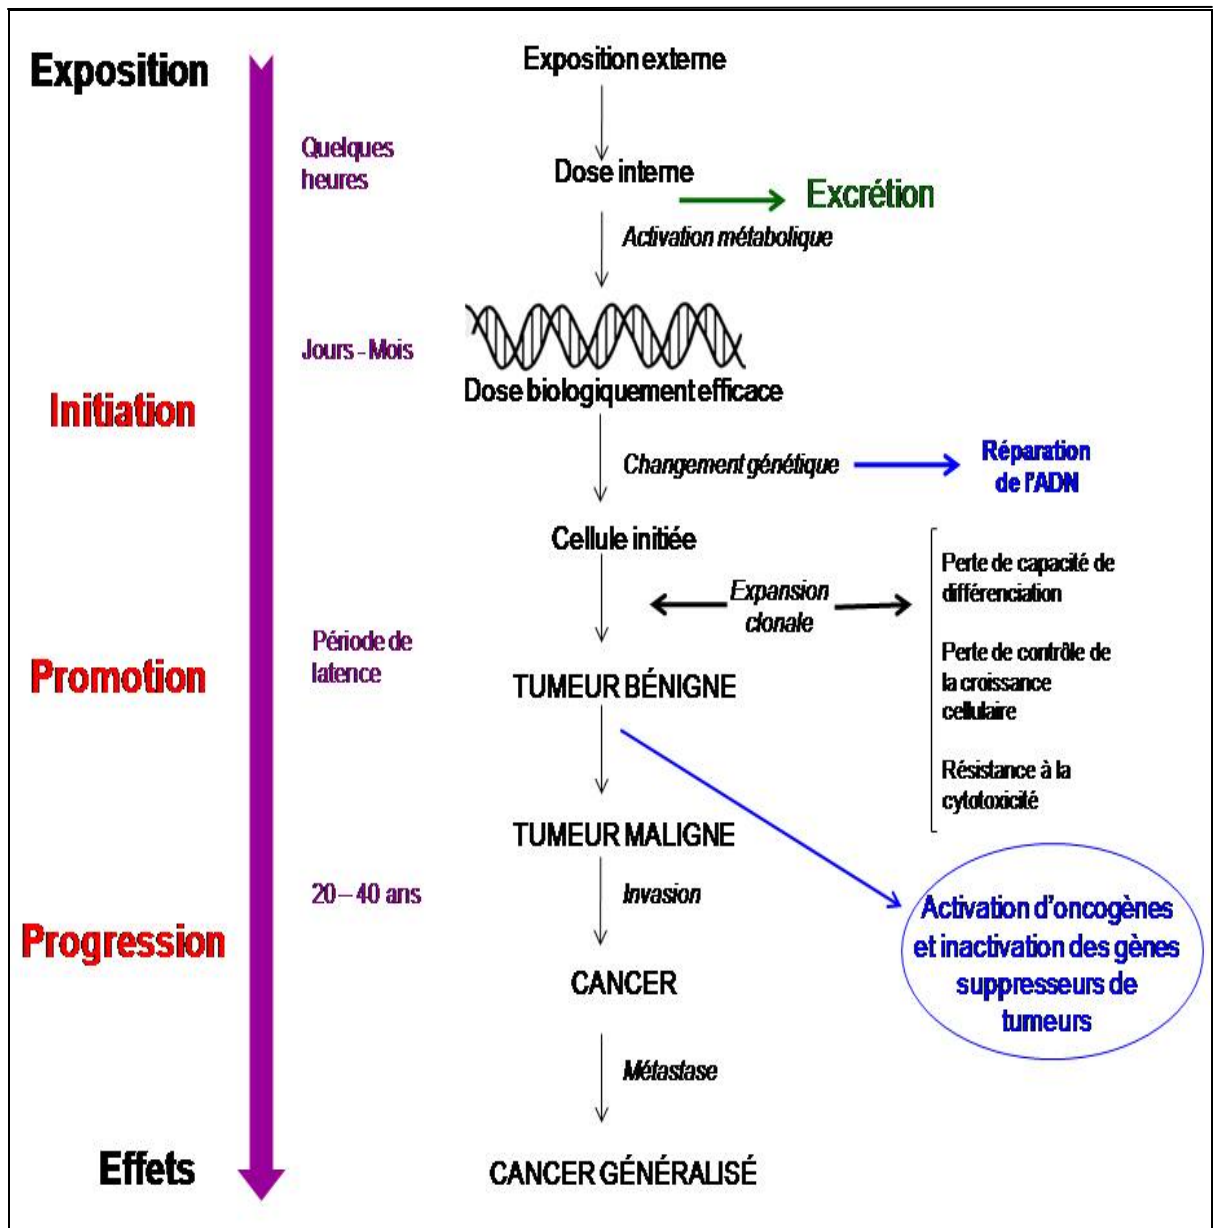 Exposition
Exposition externe
Quelques
heures
Dose interne
Excrétion
Activation métabolique
Jours - Mois
Dose biologiquement efficace
Initiation
Changement génétique
Réparation
de l'ADN
Cellule initiée
Expansion
clonale
Perte de capacité de
différenciation
Perte de contrôle de
la croissance
cellulaire
Résistance à la
cytotoxicité
Période de
latence
Promotion
TUMEUR BÉNIGNE
TUMEUR MALIGNE
20 – 40 ans
Invasion
Progression
Activation d'oncogènes
et inactivation des gènes
suppresseurs de
tumeurs
CANCER
Métastase
Effets
CANCER GÉNÉRALISÉ